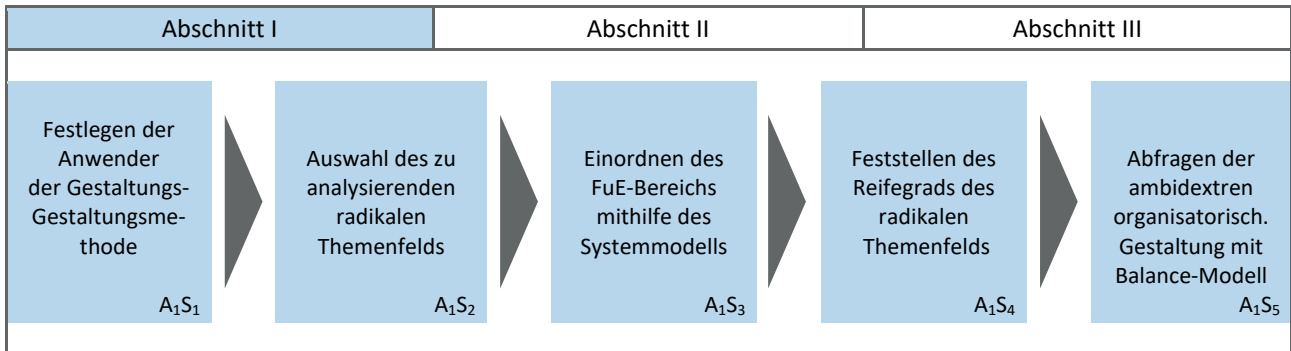 Abschnitt I
Abschnitt II
Abschnitt III
Festlegen der
Anwender
der Gestaltungs-
Gestaltungsme-
thode
A₁S₁
Auswahl des zu
analysierenden
radikalen
Themenfelds
A₁S₂
Einordnen des
FuE-Bereichs
mithilfe des
Systemmodells
A₁S₃
Feststellen des
Reifegrads des
radikalen
Themenfelds
A₁S₄
Abfragen der
ambidextren
organisatorisch.
Gestaltung mit
Balance-Modell
A₁S₅